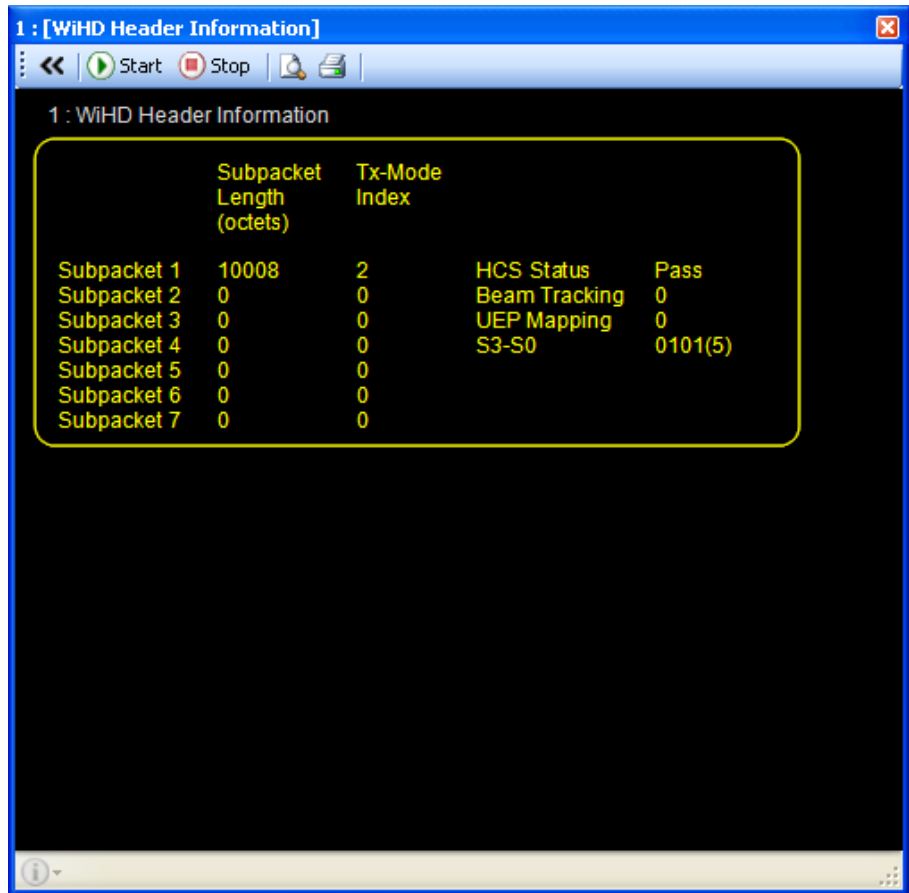 1 : [WiHD Header Information]
Start Stop
1 : WiHD Header Information
Subpacket Length (octets) Tx-Mode Index
Subpacket 1 10008 2 HCS Status Pass
Subpacket 2 0 0 Beam Tracking 0
Subpacket 3 0 0 UEP Mapping 0
Subpacket 4 0 0 S3-S0 0101(5)
Subpacket 5 0 0
Subpacket 6 0 0
Subpacket 7 0 0